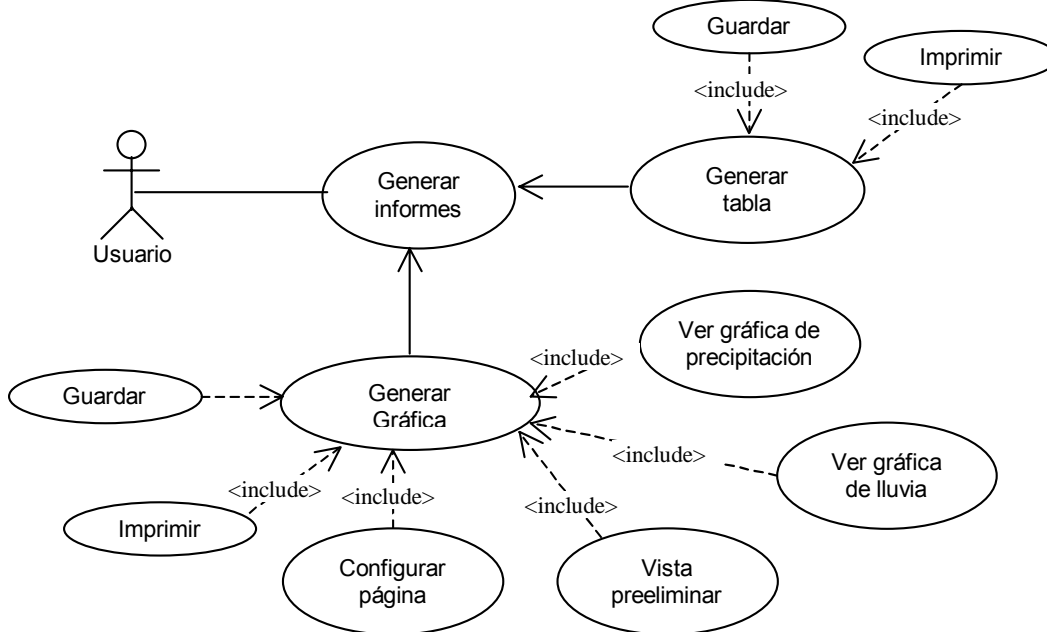 Guardar
Imprimir
<include>
<include>
Generar
informes
Generar
tabla
Usuario
Ver gráfica de
precipitación
<include>
Guardar
Generar
Gráfica
<include>
Ver gráfica
de lluvia
<include>
<include>
<include>
Imprimir
Configurar
página
Vista
preeliminar